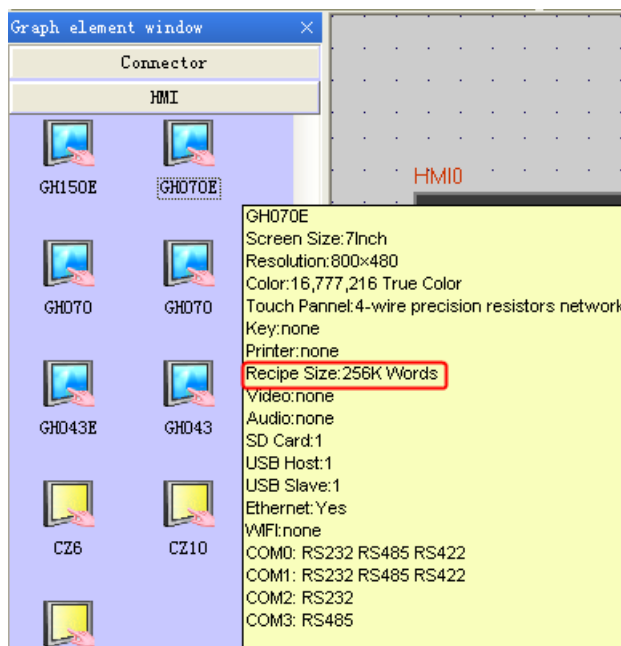 Graph element window
Connector
HMI
GH150E
GH070E
GH070
GH070
GH043E
GH043
CZ6
CZ10
HMI0
GH070E
Screen Size:7Inch
Resolution:800×480
Color:16,777,216 True Color
Touch Pannel:4-wire precision resistors network
Key:none
Printer:none
Recipe Size:256K Words
Video:none
Audio:none
SD Card:1
USB Host:1
USB Slave:1
Ethernet:Yes
WIFI:none
COM0: RS232 RS485 RS422
COM1: RS232 RS485 RS422
COM2: RS232
COM3: RS485